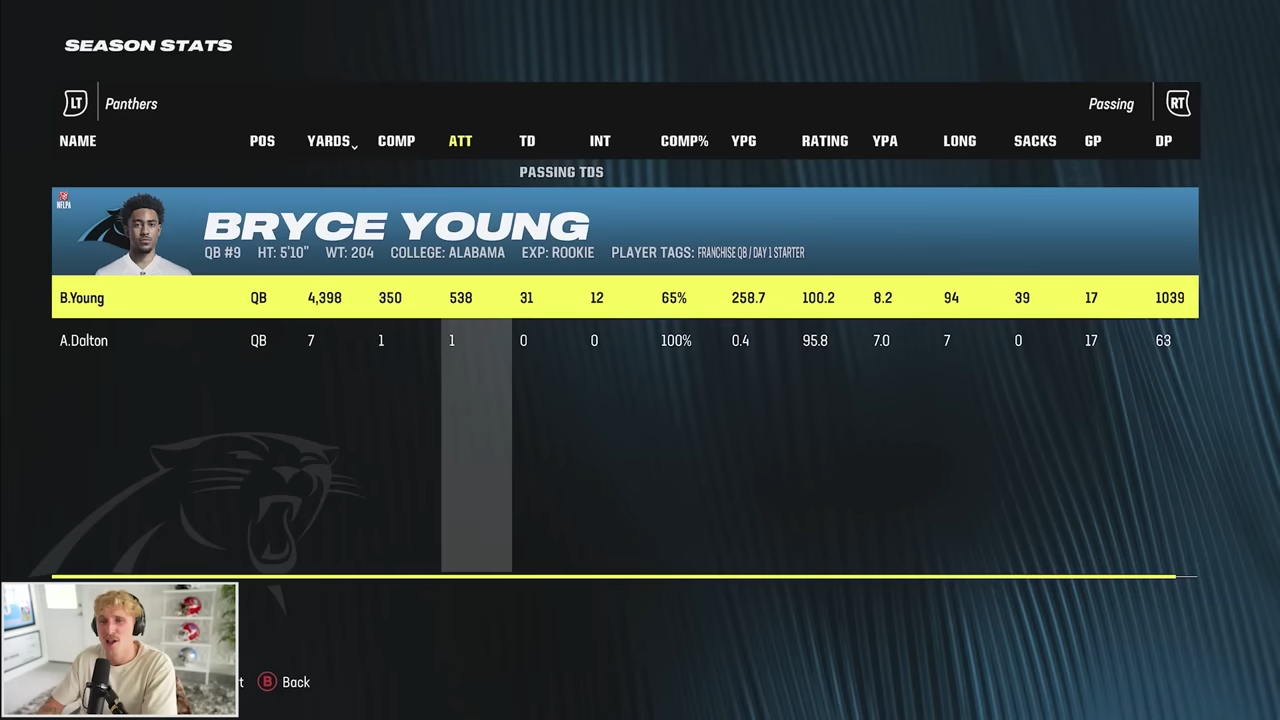 SEASON STATS
LT Panthers Passing RT
NAME POS YARDS COMP ATT TD INT COMP% YPG RATING YPA LONG SACKS GP DP
PASSING TDS
NFLPA
BRYCE YOUNG
QB #9 HT: 5'10" WT: 204 COLLEGE: ALABAMA EXP: ROOKIE PLAYER TAGS: FRANCHISE QB / DAY 1 STARTER
B.Young QB 4,398 350 538 31 12 65% 258.7 100.2 8.2 94 39 17 1039
A.Dalton QB 7 1 1 0 0 100% 0.4 95.8 7.0 7 0 17 63
t B Back